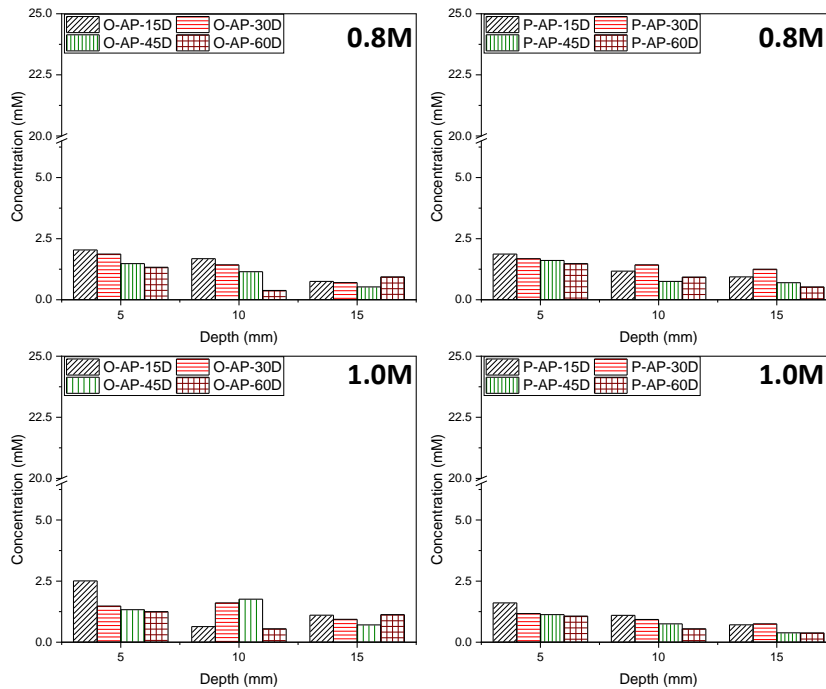 25.0
22.5
20.0
5.0
2.5
0.0
Concentration (mM)
O-AP-15D O-AP-30D
O-AP-45D O-AP-60D
0.8M
5 10 15
Depth (mm)
25.0
22.5
20.0
5.0
2.5
0.0
Concentration (mM)
P-AP-15D P-AP-30D
P-AP-45D P-AP-60D
0.8M
5 10 15
Depth (mm)
25.0
22.5
20.0
5.0
2.5
0.0
Concentration (mM)
O-AP-15D O-AP-30D
O-AP-45D O-AP-60D
1.0M
5 10 15
Depth (mm)
25.0
22.5
20.0
5.0
2.5
0.0
Concentration (mM)
P-AP-15D P-AP-30D
P-AP-45D P-AP-60D
1.0M
5 10 15
Depth (mm)